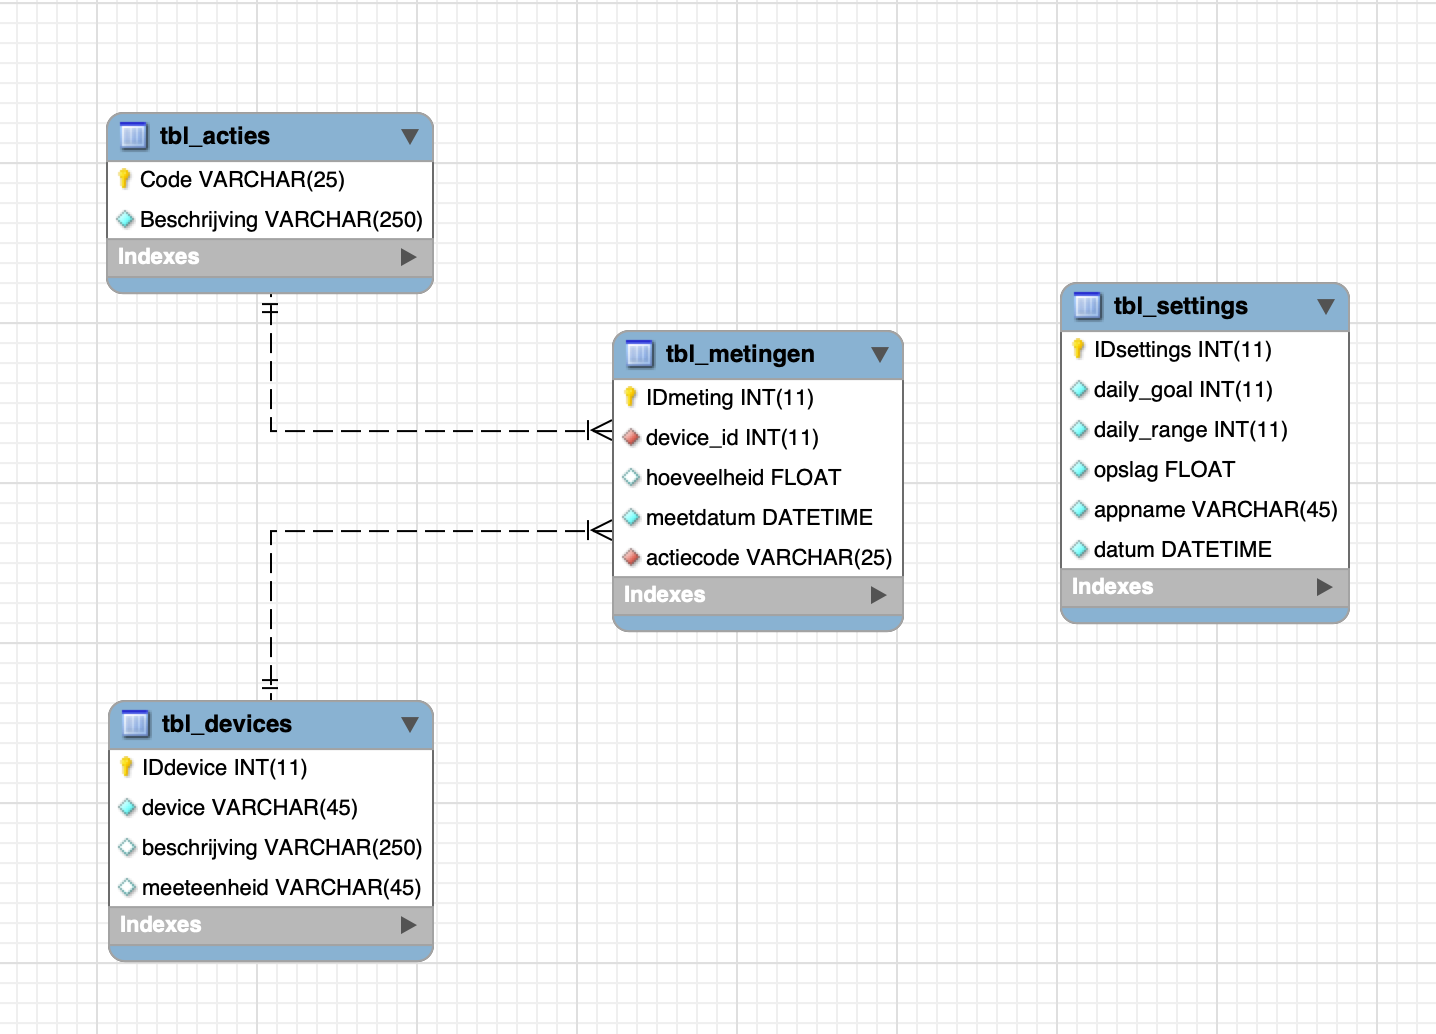 tbl_acties
Code VARCHAR(25)
Beschrijving VARCHAR(250)
Indexes
tbl_metingen
IDmeting INT(11)
device_id INT(11)
hoeveelheid FLOAT
meetdatum DATETIME
actiecode VARCHAR(25)
Indexes
tbl_settings
IDsettings INT(11)
daily_goal INT(11)
daily_range INT(11)
opslag FLOAT
appname VARCHAR(45)
datum DATETIME
Indexes
tbl_devices
IDdevice INT(11)
device VARCHAR(45)
beschrijving VARCHAR(250)
meeteenheid VARCHAR(45)
Indexes